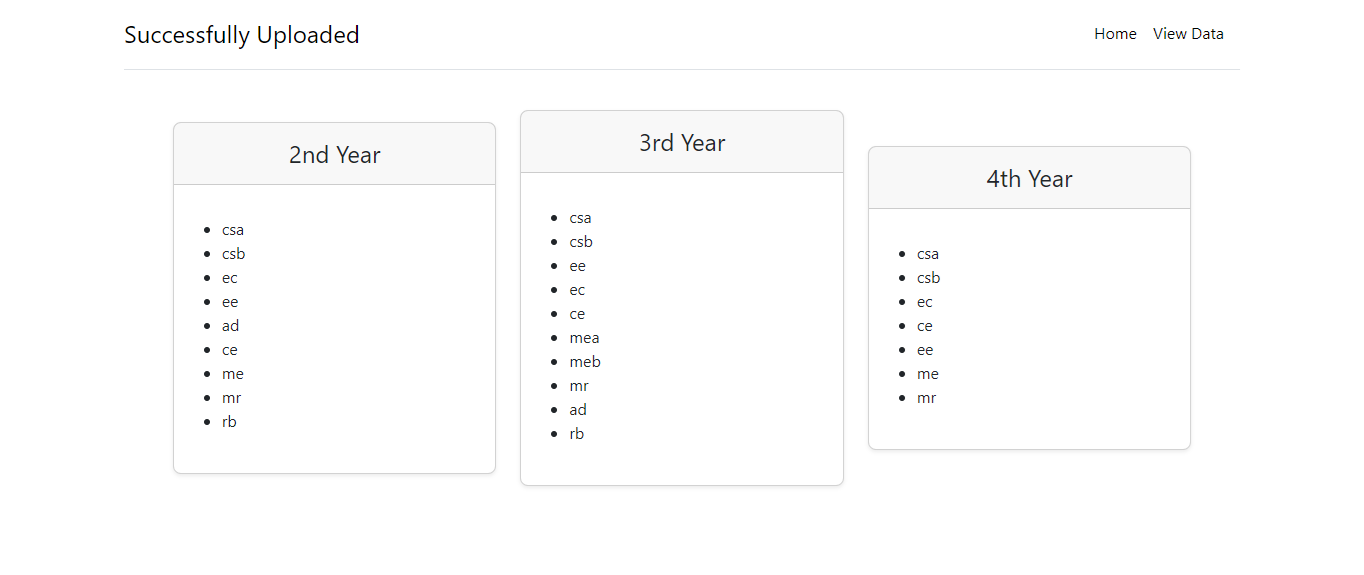 Successfully Uploaded
Home
View Data
2nd Year
csa
csb
ec
ee
ad
ce
me
mr
rb
3rd Year
csa
csb
ee
ec
ce
mea
meb
mr
ad
rb
4th Year
csa
csb
ec
ce
ee
me
mr